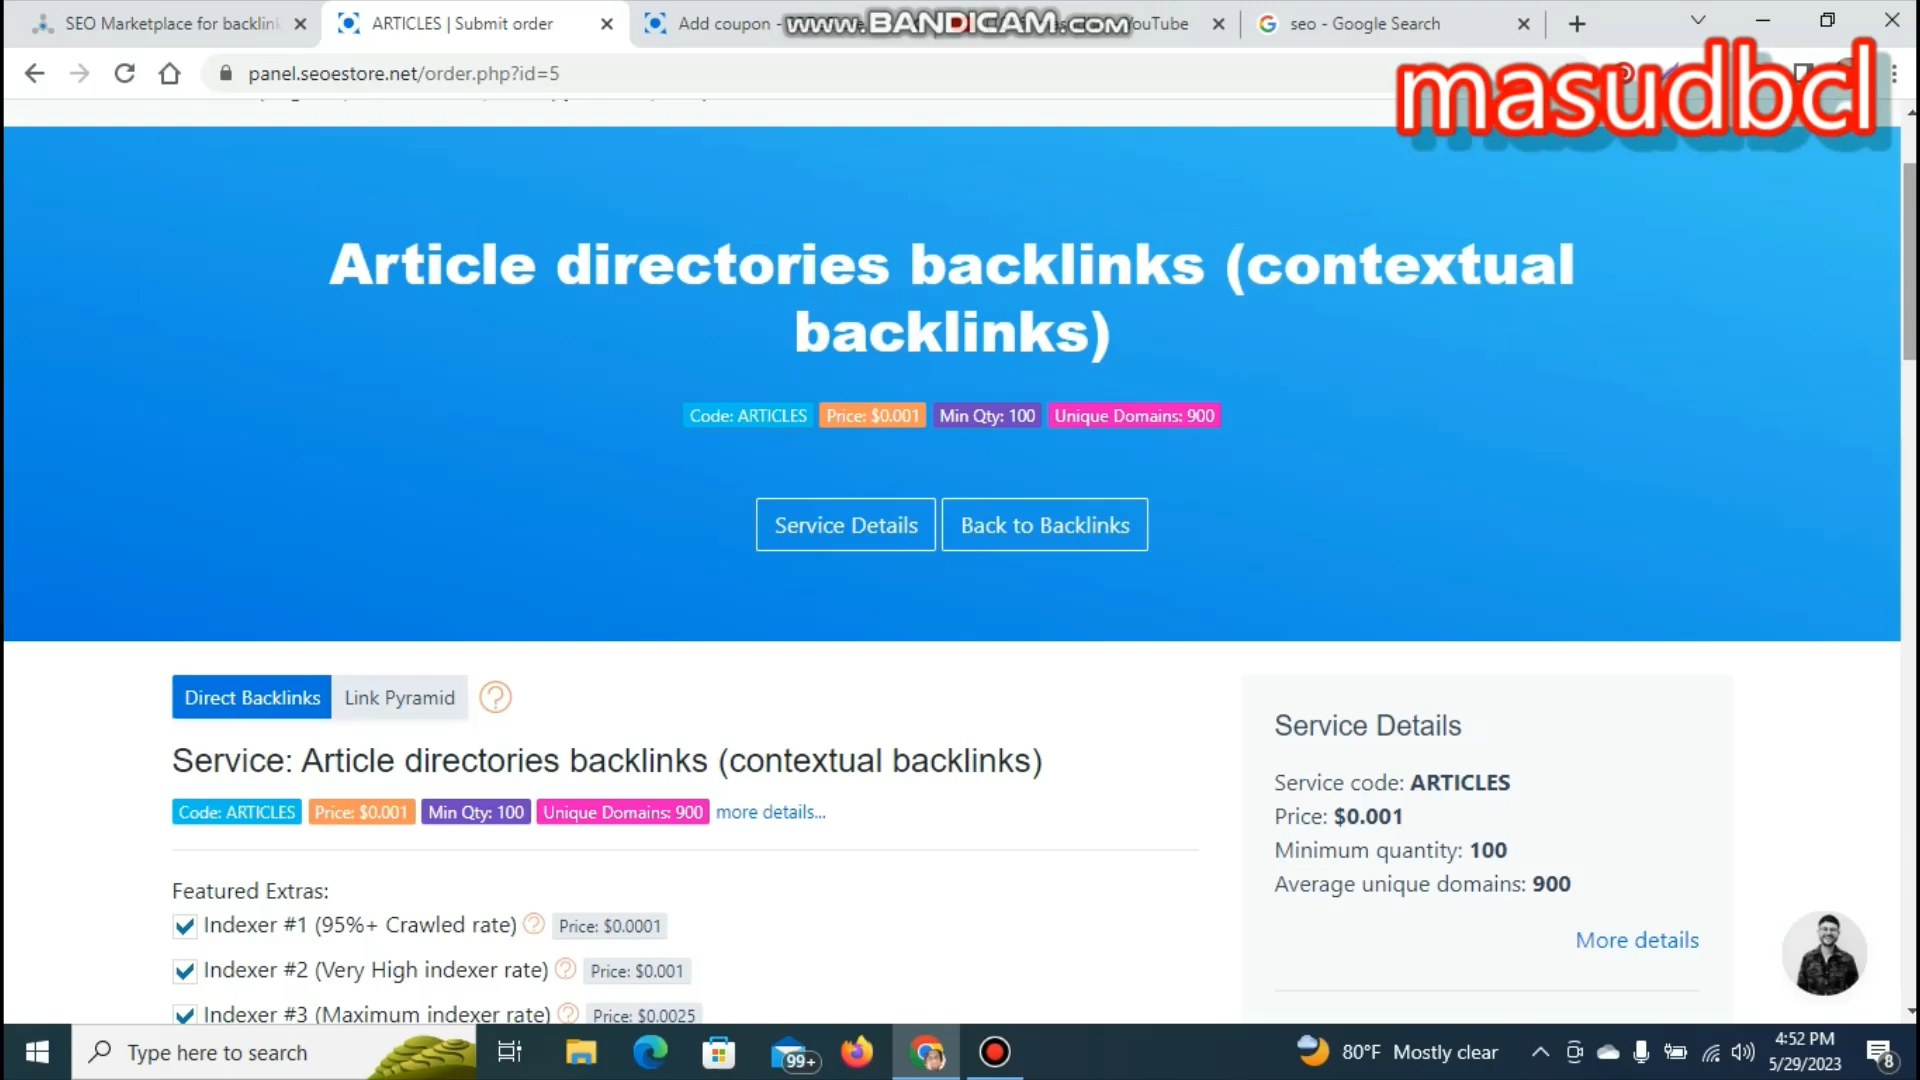 SEO Marketplace for backlink
ARTICLES | Submit order
Add coupon -
WWW.BANDICAM.COM
YouTube
seo - Google Search
panel.seoestore.net/order.php?id=5
masudbcl
Article directories backlinks (contextual
backlinks)
Code: ARTICLES Price: $0.001 Min Qty: 100 Unique Domains: 900
Service Details Back to Backlinks
Direct Backlinks Link Pyramid
Service: Article directories backlinks (contextual backlinks)
Code: ARTICLES Price: $0.001 Min Qty: 100 Unique Domains: 900 more details...
Featured Extras:
Indexer #1 (95%+ Crawled rate) Price: $0.0001
Indexer #2 (Very High indexer rate) Price: $0.001
Indexer #3 (Maximum indexer rate) Price: $0.0025
Service Details
Service code: ARTICLES
Price: $0.001
Minimum quantity: 100
Average unique domains: 900
More details
Type here to search
99+
80°F Mostly clear
4:52 PM
5/29/2023
8